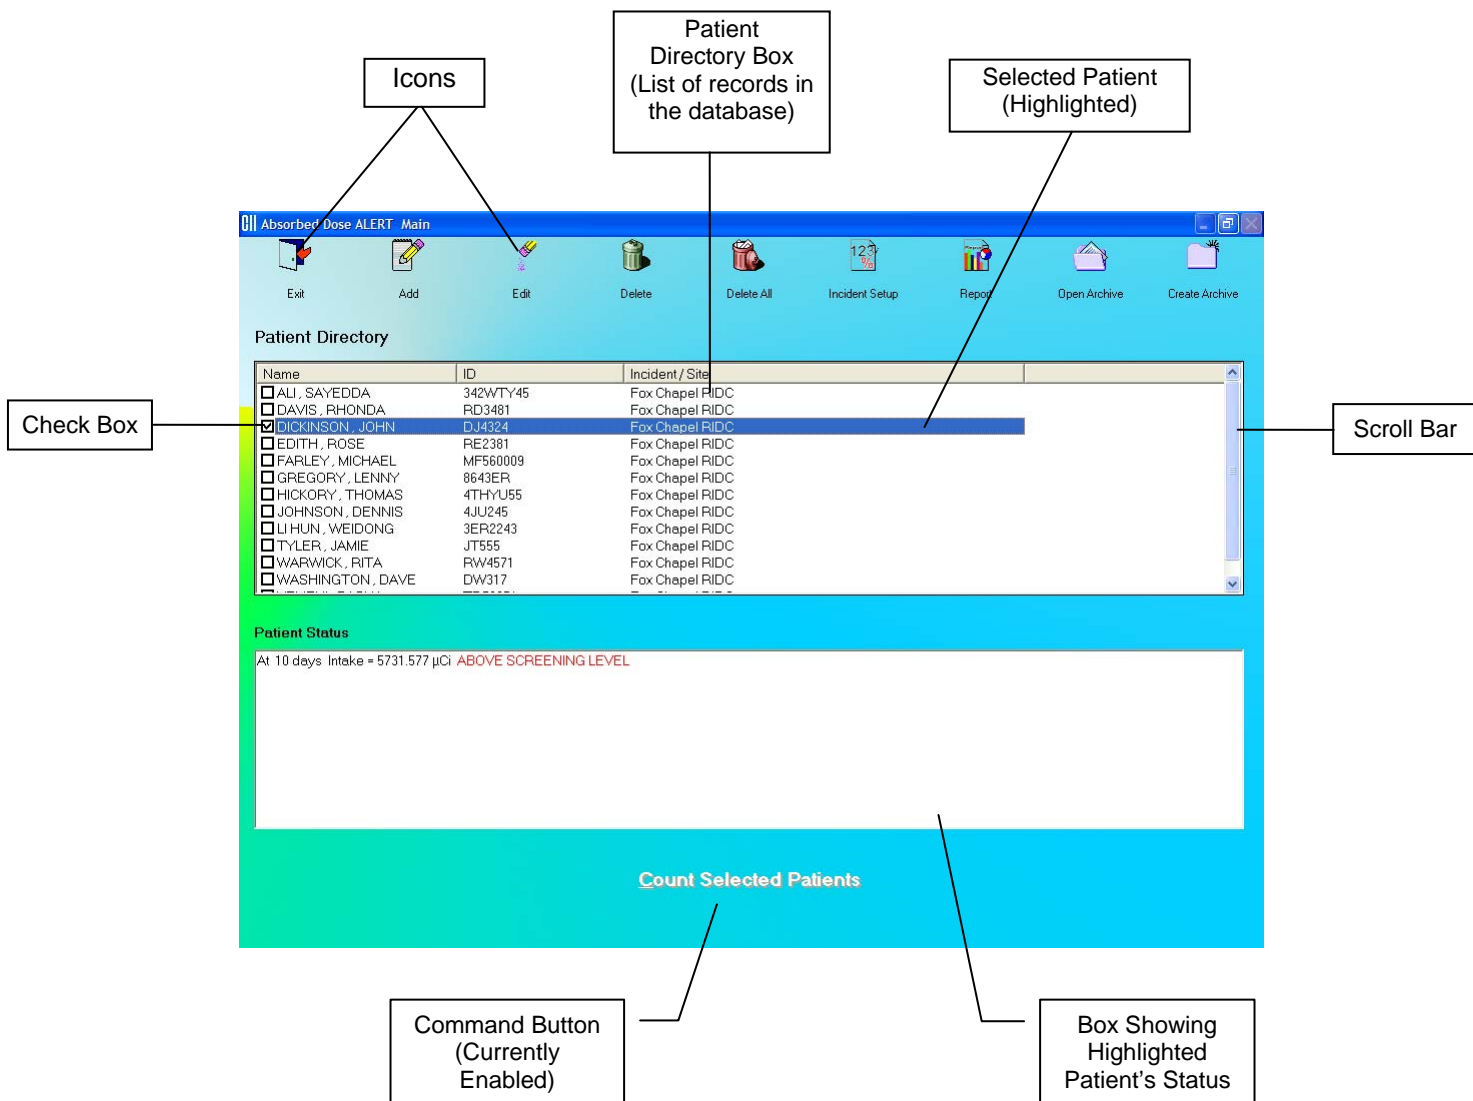 Patient
Directory Box
(List of records in
the database)
Icons
Selected Patient
(Highlighted)
Absorbed Dose ALERT Main
Exit Add Edit Delete Delete All Incident Setup Report Open Archive Create Archive
Patient Directory
Name ID Incident / Site
ALI , SAYEDDA 342WTY45 Fox Chapel RIDC
DAVIS , RHONDA RD3481 Fox Chapel RIDC
DICKINSON , JOHN DJ4324 Fox Chapel RIDC
EDITH , ROSE RE2381 Fox Chapel RIDC
FARLEY , MICHAEL MF560009 Fox Chapel RIDC
GREGORY , LENNY 8643ER Fox Chapel RIDC
HICKORY , THOMAS 4THYU55 Fox Chapel RIDC
JOHNSON , DENNIS 4JU245 Fox Chapel RIDC
LI HUN , WEIDONG 3ER2243 Fox Chapel RIDC
TYLER , JAMIE JT555 Fox Chapel RIDC
WARWICK , RITA RW4571 Fox Chapel RIDC
WASHINGTON , DAVE DW317 Fox Chapel RIDC
Check Box
Scroll Bar
Patient Status
At 10 days Intake = 5731.577 µCi ABOVE SCREENING LEVEL
Count Selected Patients
Command Button
(Currently
Enabled)
Box Showing
Highlighted
Patient's Status